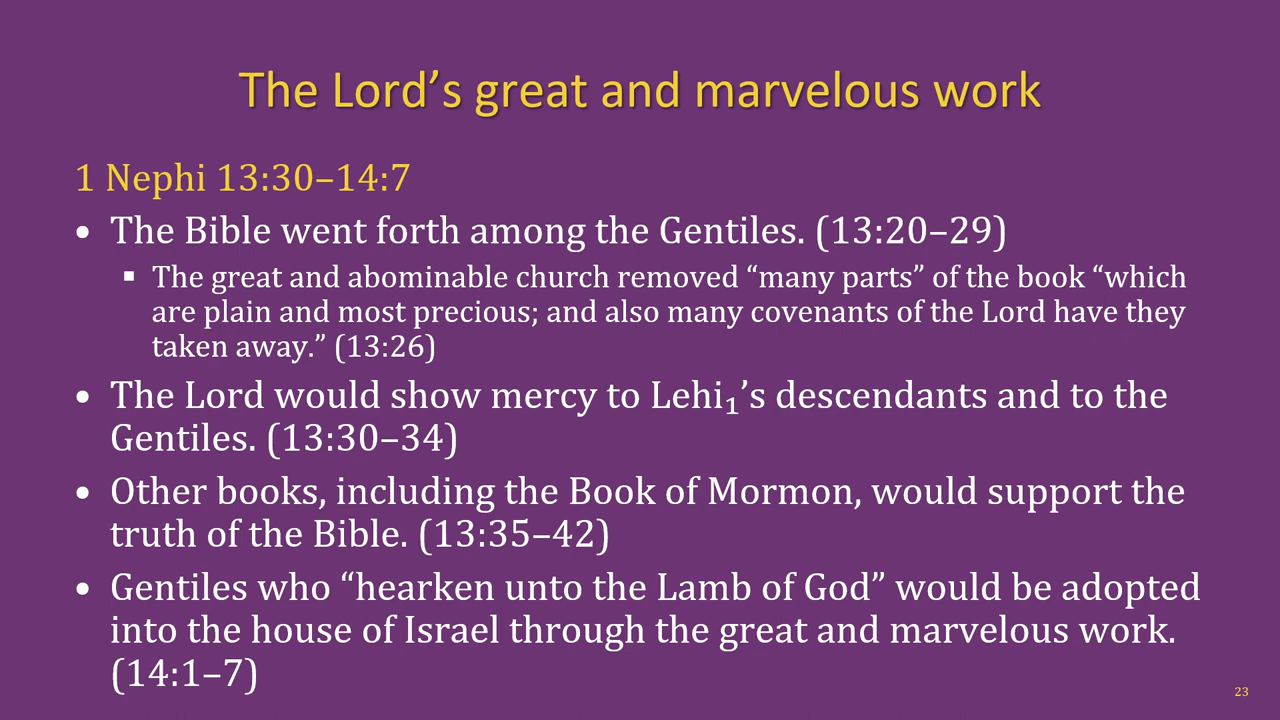 The Lord’s great and marvelous work
1 Nephi 13:30–14:7
• The Bible went forth among the Gentiles. (13:20–29)
▪ The great and abominable church removed “many parts” of the book “which
are plain and most precious; and also many covenants of the Lord have they
taken away.” (13:26)
• The Lord would show mercy to Lehi₁’s descendants and to the
Gentiles. (13:30–34)
• Other books, including the Book of Mormon, would support the
truth of the Bible. (13:35–42)
• Gentiles who “hearken unto the Lamb of God” would be adopted
into the house of Israel through the great and marvelous work.
(14:1–7)
23